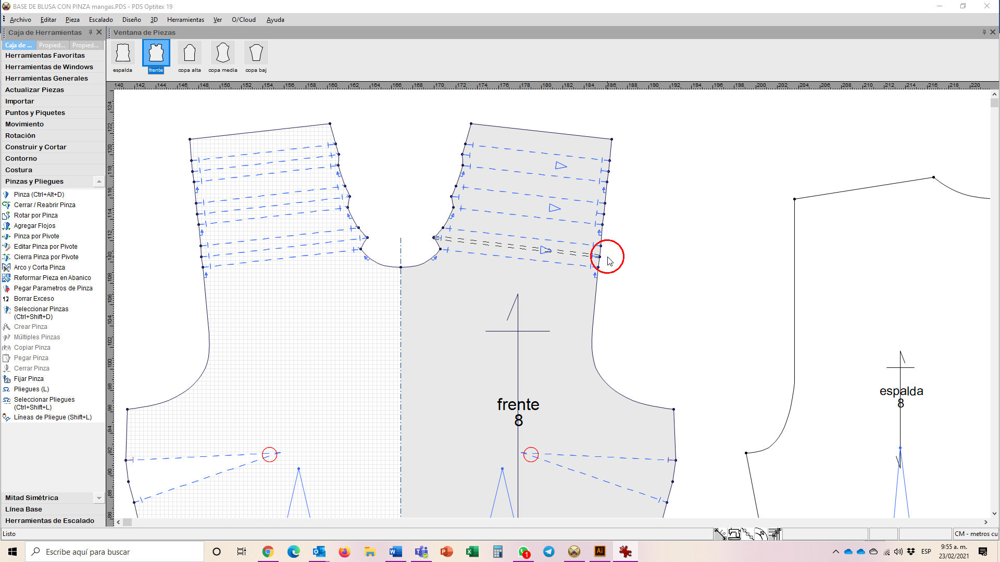 BASE DE BLUSA CON PINZA mangas.PDS - PDS Optitex 19
Archivo Editar Pieza Escalado Diseño 3D Herramientas Ver O/Cloud Ayuda
Caja de Herramientas
Ventana de Piezas
Caja de ... Propied... Propied...
Herramientas Favoritas
Herramientas de Windows
Herramientas Generales
Actualizar Piezas
Importar
Puntos y Piquetes
Movimiento
Rotación
Construir y Cortar
Contorno
Costura
Pinzas y Pliegues
Pinza (Ctrl+Alt+D)
Cerrar / Reabrir Pinza
Rotar por Pinza
Agregar Flojos
Pinza por Pivote
Editar Pinza por Pivote
Cierra Pinza por Pivote
Arco y Corta Pinza
Reformar Pieza en Abanico
Pegar Parametros de Pinza
Borrar Exceso
Seleccionar Pinzas
(Ctrl+Shift+D)
Crear Pinza
Múltiples Pinzas
Copiar Pinza
Pegar Pinza
Cerrar Pinza
Fijar Pinza
Pliegues (L)
Seleccionar Pliegues
(Ctrl+Shift+L)
Líneas de Pliegue (Shift+L)
Mitad Simétrica
Línea Base
Herramientas de Escalado
espalda frente copa alta copa media copa baj
140 142 144 146 148 150 152 154 156 158 160 162 164 166 168 170 172 174 176 178 180 182 184 186 188 190 192 194 196 198 200 202 204 206 208 210 212 214 216 218 220
124
122
120
118
116
114
112
110
108
106
104
102
100
98
96
94
92
90
88
86
frente
8
espalda
8
Listo
CM - metros cu
Escribe aquí para buscar
1
ESP
9:55 a. m.
23/02/2021